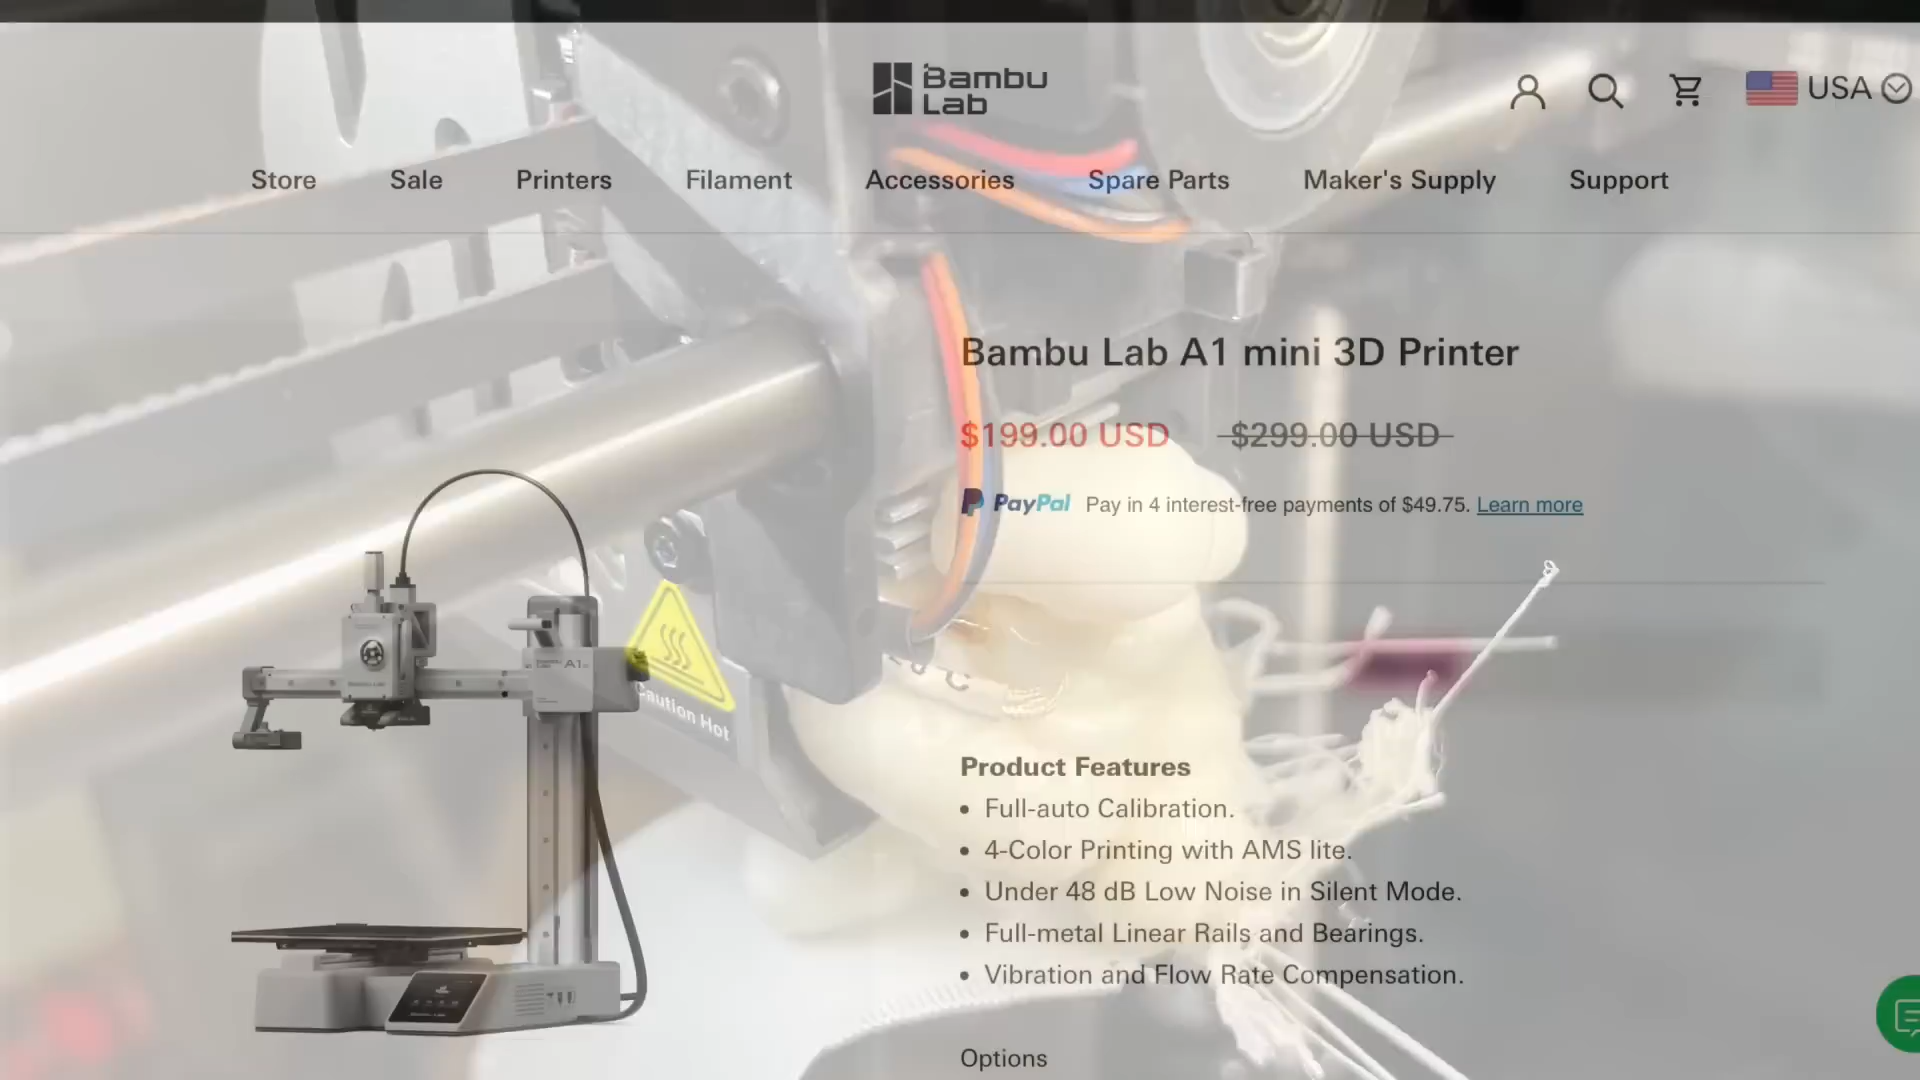 Bambu
Lab
USA
Store Sale Printers Filament Accessories Spare Parts Maker's Supply Support
Bambu Lab A1 mini 3D Printer
$199.00 USD $299.00 USD
PayPal Pay in 4 interest-free payments of $49.75. Learn more
A1
Caution Hot
Product Features
• Full-auto Calibration.
• 4-Color Printing with AMS lite.
• Under 48 dB Low Noise in Silent Mode.
• Full-metal Linear Rails and Bearings.
• Vibration and Flow Rate Compensation.
Options